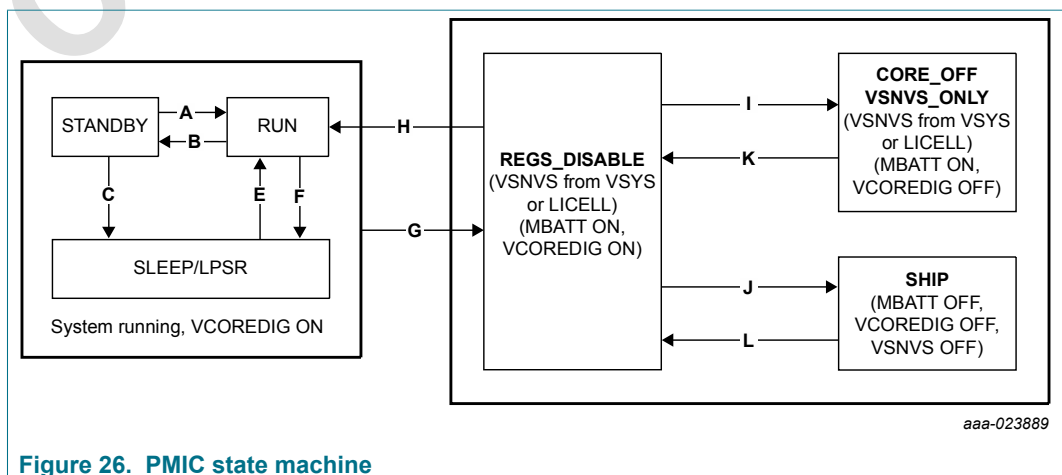 STANDBY
A
B
RUN
C
E
F
SLEEP/LPSR
System running, VCOREDIG ON
H
G
REGS_DISABLE
(VSNVS from VSYS
or LICELL)
(MBATT ON,
VCOREDIG ON)
I
K
CORE_OFF
VSNVS_ONLY
(VSNVS from VSYS
or LICELL)
(MBATT ON,
VCOREDIG OFF)
J
L
SHIP
(MBATT OFF,
VCOREDIG OFF,
VSNVS OFF)
aaa-023889
Figure 26. PMIC state machine